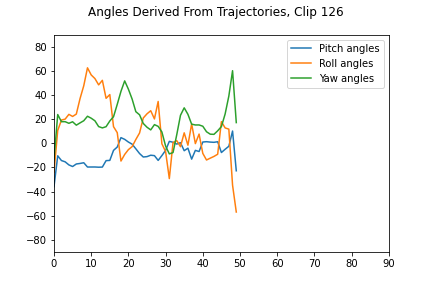 Angles Derived From Trajectories, Clip 126
80
60
40
20
0
−20
−40
−60
−80
0 10 20 30 40 50 60 70 80 90
Pitch angles
Roll angles
Yaw angles